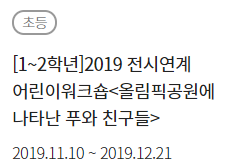 초등
[1~2학년]2019 전시연계
어린이워크숍<올림픽공원에
나타난 푸와 친구들>
2019.11.10 ~ 2019.12.21